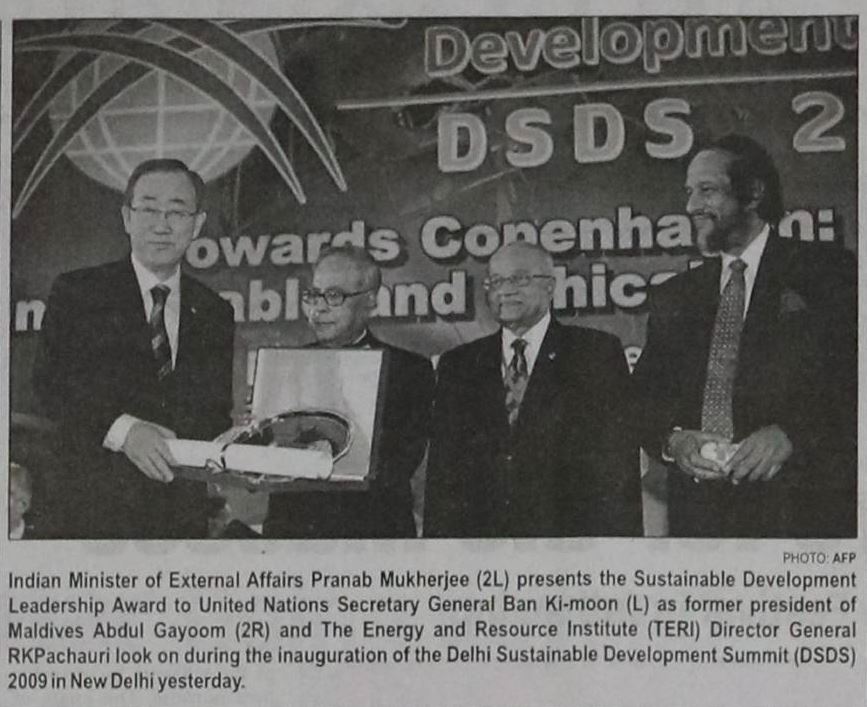 Development
DSDS 2
owards Copenha n:
able and thic
PHOTO: AFP
Indian Minister of External Affairs Pranab Mukherjee (2L) presents the Sustainable Development
Leadership Award to United Nations Secretary General Ban Ki-moon (L) as former president of
Maldives Abdul Gayoom (2R) and The Energy and Resource Institute (TERI) Director General
RKPachauri look on during the inauguration of the Delhi Sustainable Development Summit (DSDS)
2009 in New Delhi yesterday.